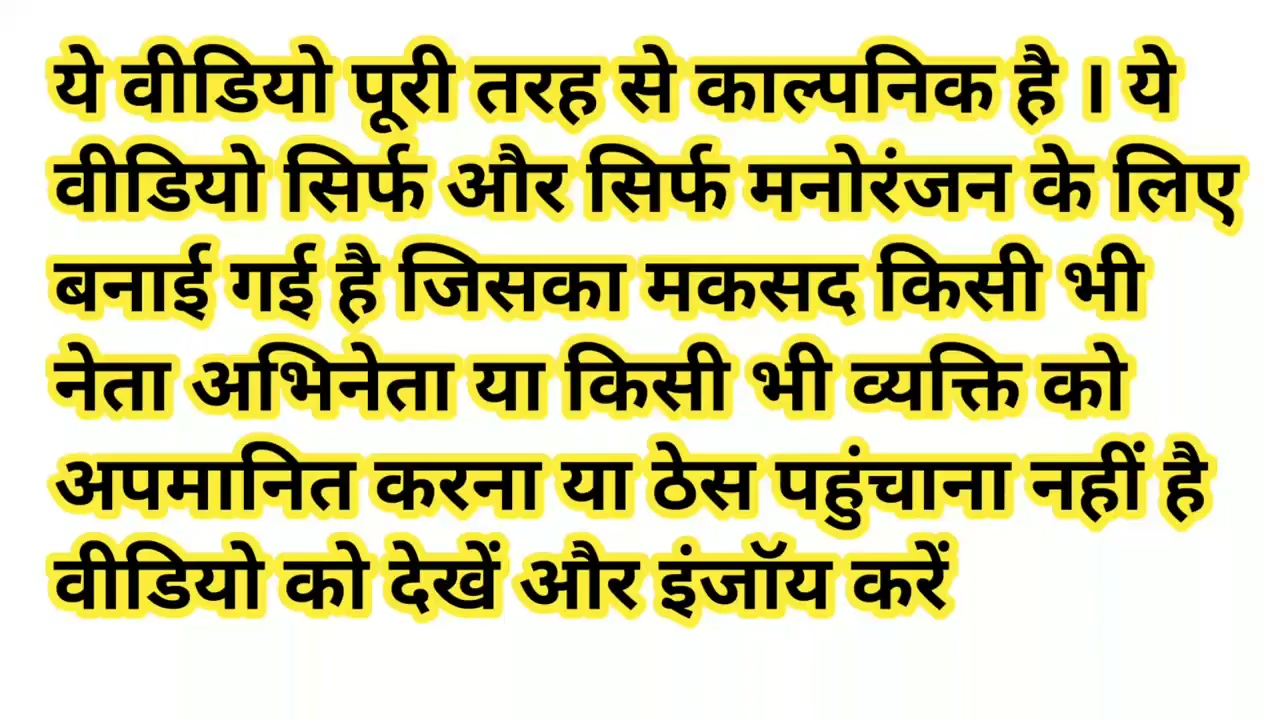 ये वीडियो पूरी तरह से काल्पनिक है । ये
वीडियो सिर्फ और सिर्फ मनोरंजन के लिए
बनाई गई है जिसका मकसद किसी भी
नेता अभिनेता या किसी भी व्यक्ति को
अपमानित करना या ठेस पहुंचाना नहीं है
वीडियो को देखें और इंजॉय करें